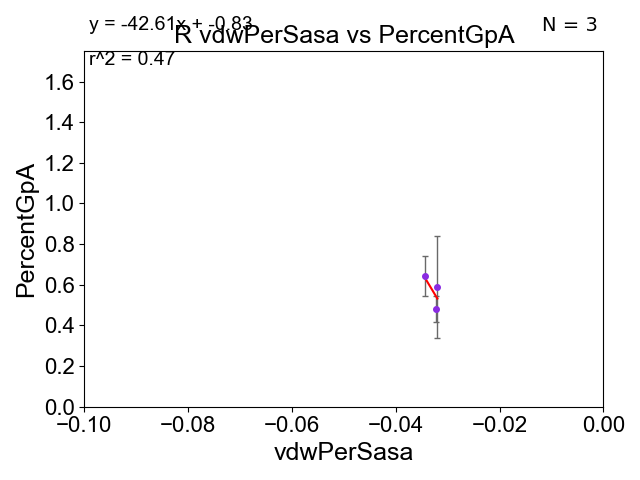 y = -42.61x + -0.83
N = 3
R vdwPerSasa vs PercentGpA
r^2 = 0.47
PercentGpA
1.6
1.4
1.2
1.0
0.8
0.6
0.4
0.2
0.0
−0.10
−0.08
−0.06
−0.04
−0.02
0.00
vdwPerSasa